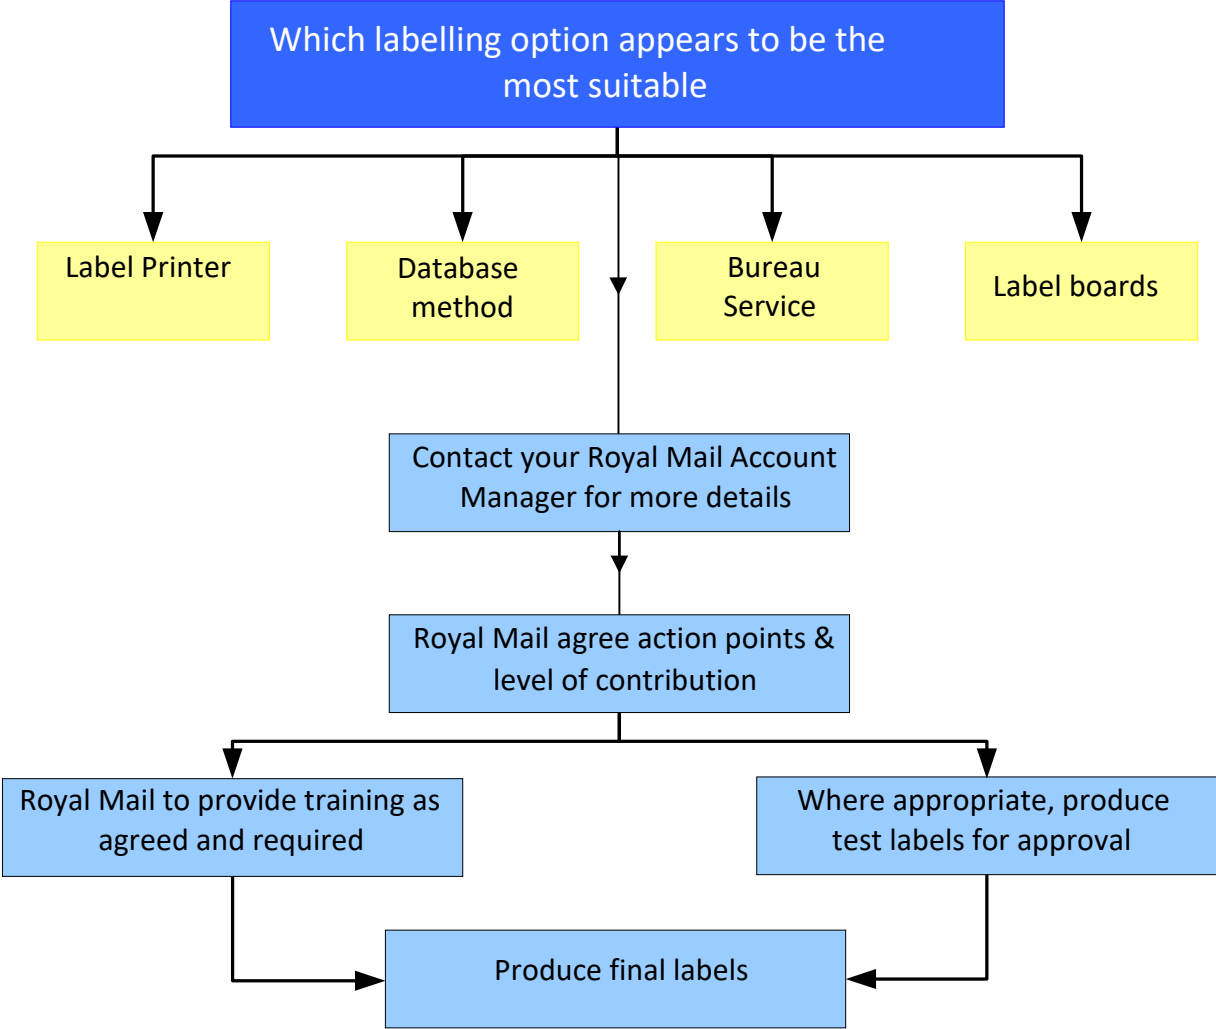 Which labelling option appears to be the
most suitable
Label Printer
Database
method
Bureau
Service
Label boards
Contact your Royal Mail Account
Manager for more details
Royal Mail agree action points &
level of contribution
Royal Mail to provide training as
agreed and required
Where appropriate, produce
test labels for approval
Produce final labels